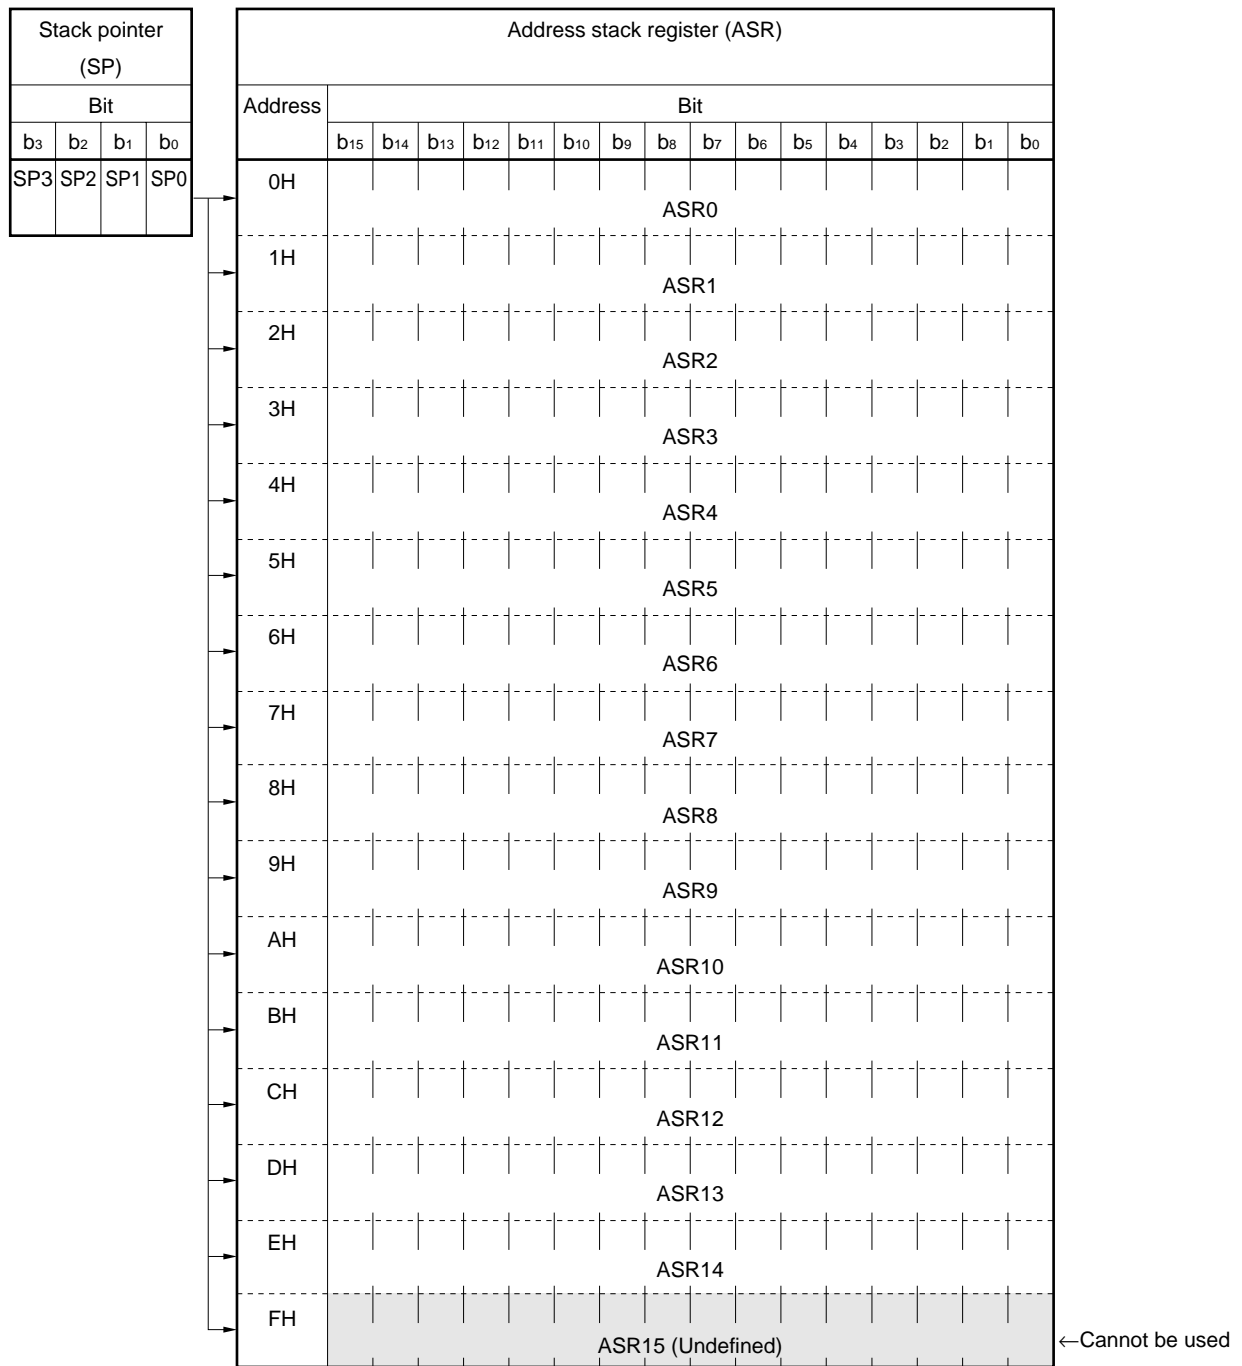 Stack pointer
(SP)
Bit
b3 b2 b1 b0
SP3 SP2 SP1 SP0
Address stack register (ASR)
Address Bit
b15 b14 b13 b12 b11 b10 b9 b8 b7 b6 b5 b4 b3 b2 b1 b0
0H
ASR0
1H
ASR1
2H
ASR2
3H
ASR3
4H
ASR4
5H
ASR5
6H
ASR6
7H
ASR7
8H
ASR8
9H
ASR9
AH
ASR10
BH
ASR11
CH
ASR12
DH
ASR13
EH
ASR14
FH
ASR15 (Undefined)
←Cannot be used